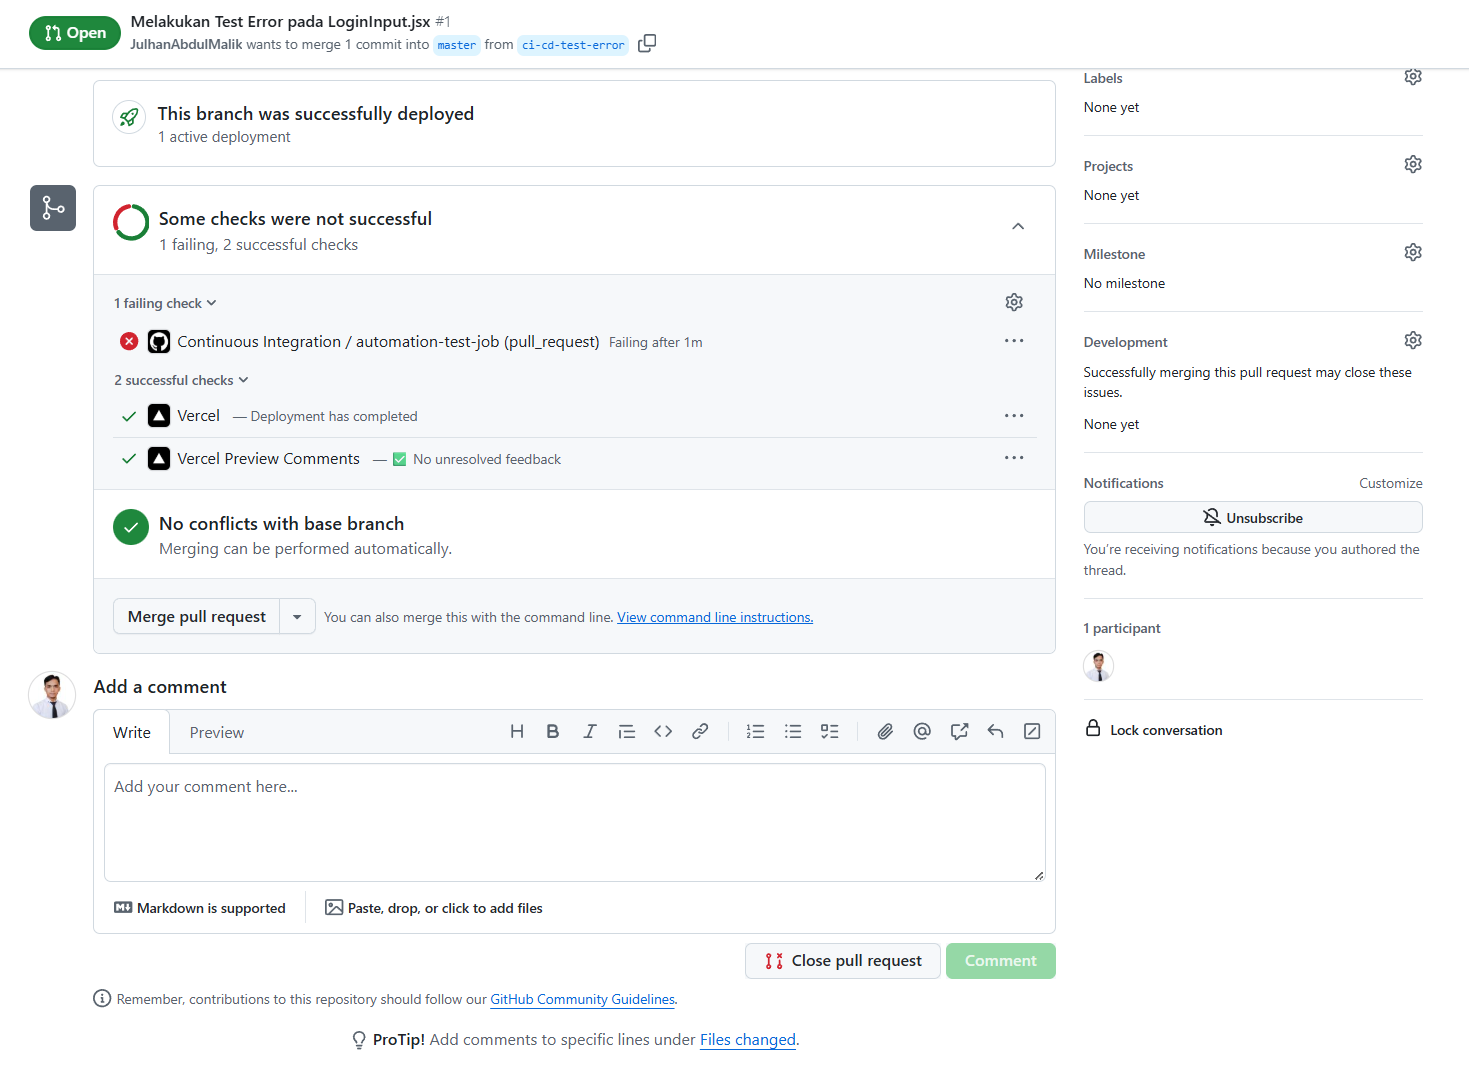 Open
Melakukan Test Error pada LoginInput.jsx #1
JulhanAbdulMalik wants to merge 1 commit into master from ci-cd-test-error
This branch was successfully deployed
1 active deployment
Some checks were not successful
1 failing, 2 successful checks
1 failing check
Continuous Integration / automation-test-job (pull_request) Failing after 1m
2 successful checks
Vercel — Deployment has completed
Vercel Preview Comments — ✅ No unresolved feedback
No conflicts with base branch
Merging can be performed automatically.
Merge pull request
You can also merge this with the command line. View command line instructions.
Add a comment
Write Preview
Add your comment here...
Markdown is supported
Paste, drop, or click to add files
Close pull request Comment
Remember, contributions to this repository should follow our GitHub Community Guidelines.
ProTip! Add comments to specific lines under Files changed.
Labels
None yet
Projects
None yet
Milestone
No milestone
Development
Successfully merging this pull request may close these
issues.
None yet
Notifications Customize
Unsubscribe
You're receiving notifications because you authored the
thread.
1 participant
Lock conversation